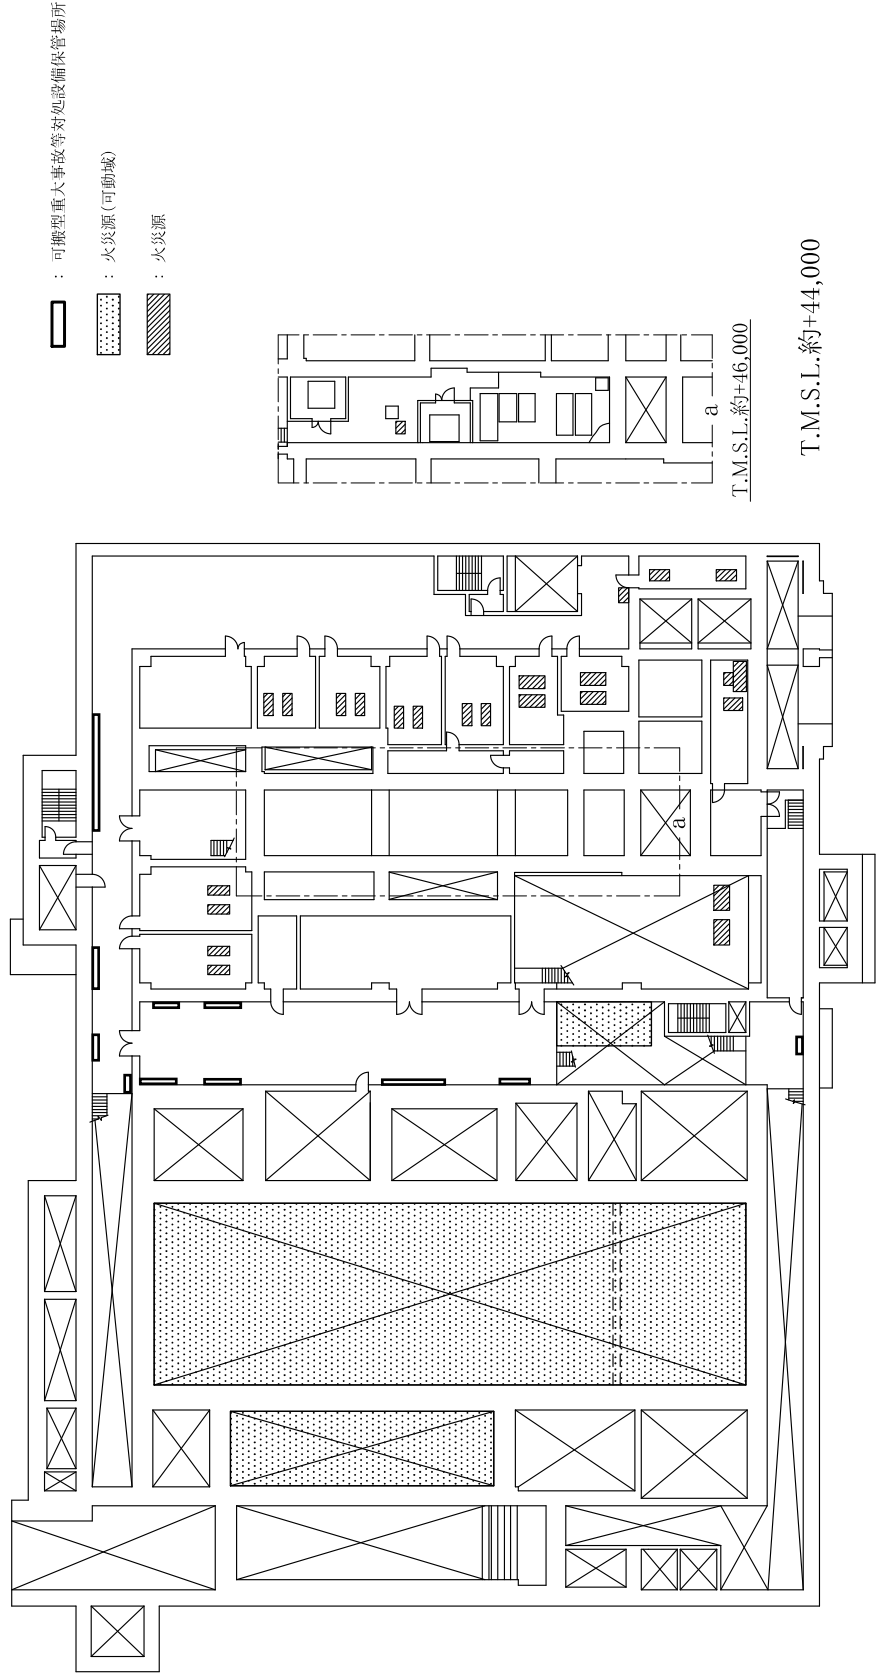 ：可搬型重大事故等対処設備保管場所
：火災源(可動域)
：火災源
a
T.M.S.L.約+46,000
T.M.S.L.約+44,000
a